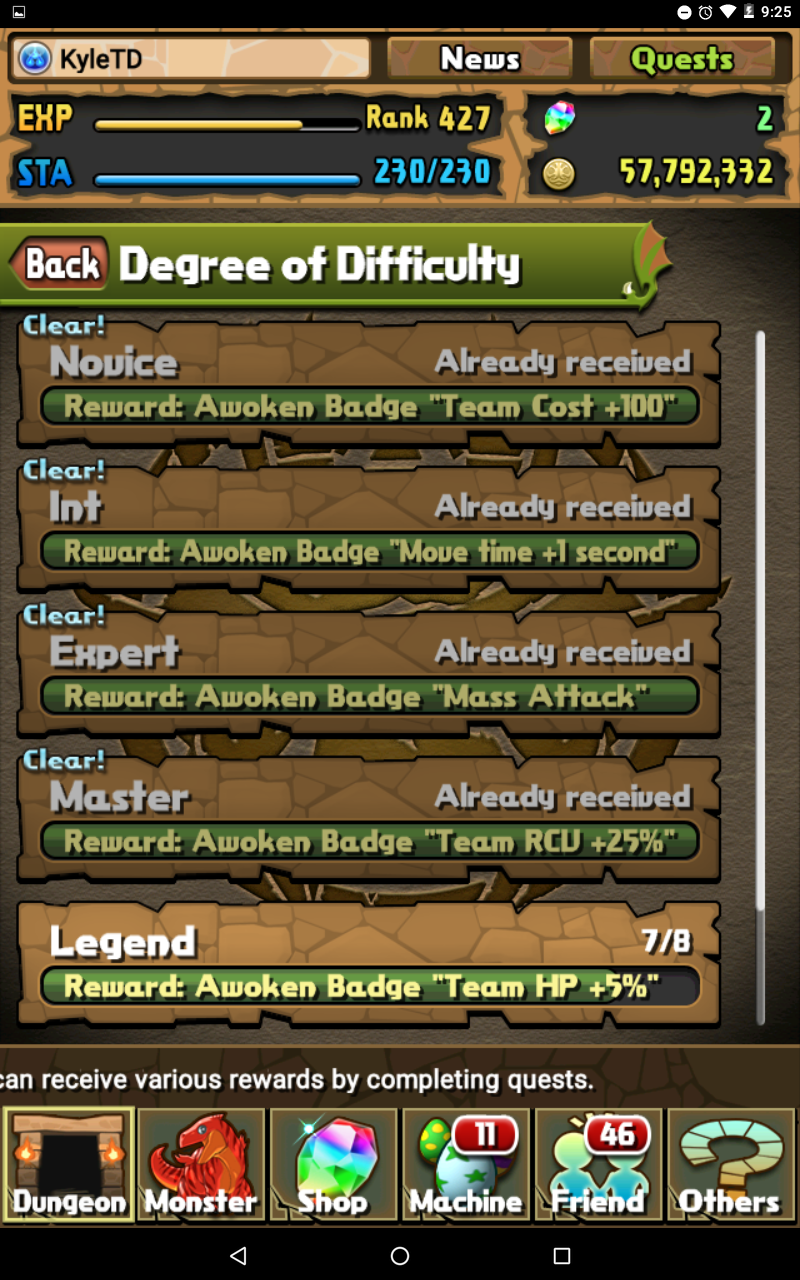 9:25
KyleTD
News
Quests
EXP
Rank 427
2
STA
230/230
57,792,332
Back
Degree of Difficulty
Clear!
Novice
Already received
Reward: Awoken Badge "Team Cost +100"
Clear!
Int
Already received
Reward: Awoken Badge "Move time +1 second"
Clear!
Expert
Already received
Reward: Awoken Badge "Mass Attack"
Clear!
Master
Already received
Reward: Awoken Badge "Team RCV +25%"
Legend
7/8
Reward: Awoken Badge "Team HP +5%"
can receive various rewards by completing quests.
11
46
Dungeon
Monster
Shop
Machine
Friend
Others